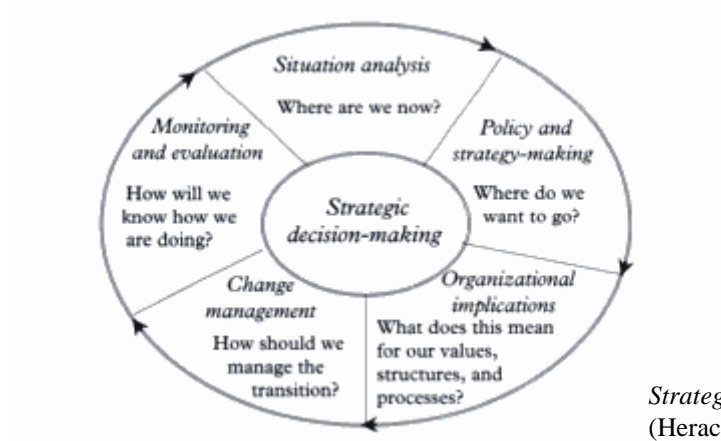 Situation analysis
Where are we now?
Policy and
strategy-making
Where do we
want to go?
Organizational
implications
What does this mean
for our values,
structures, and
processes?
Change
management
How should we
manage the
transition?
Monitoring
and evaluation
How will we
know how we
are doing?
Strategic
decision-making